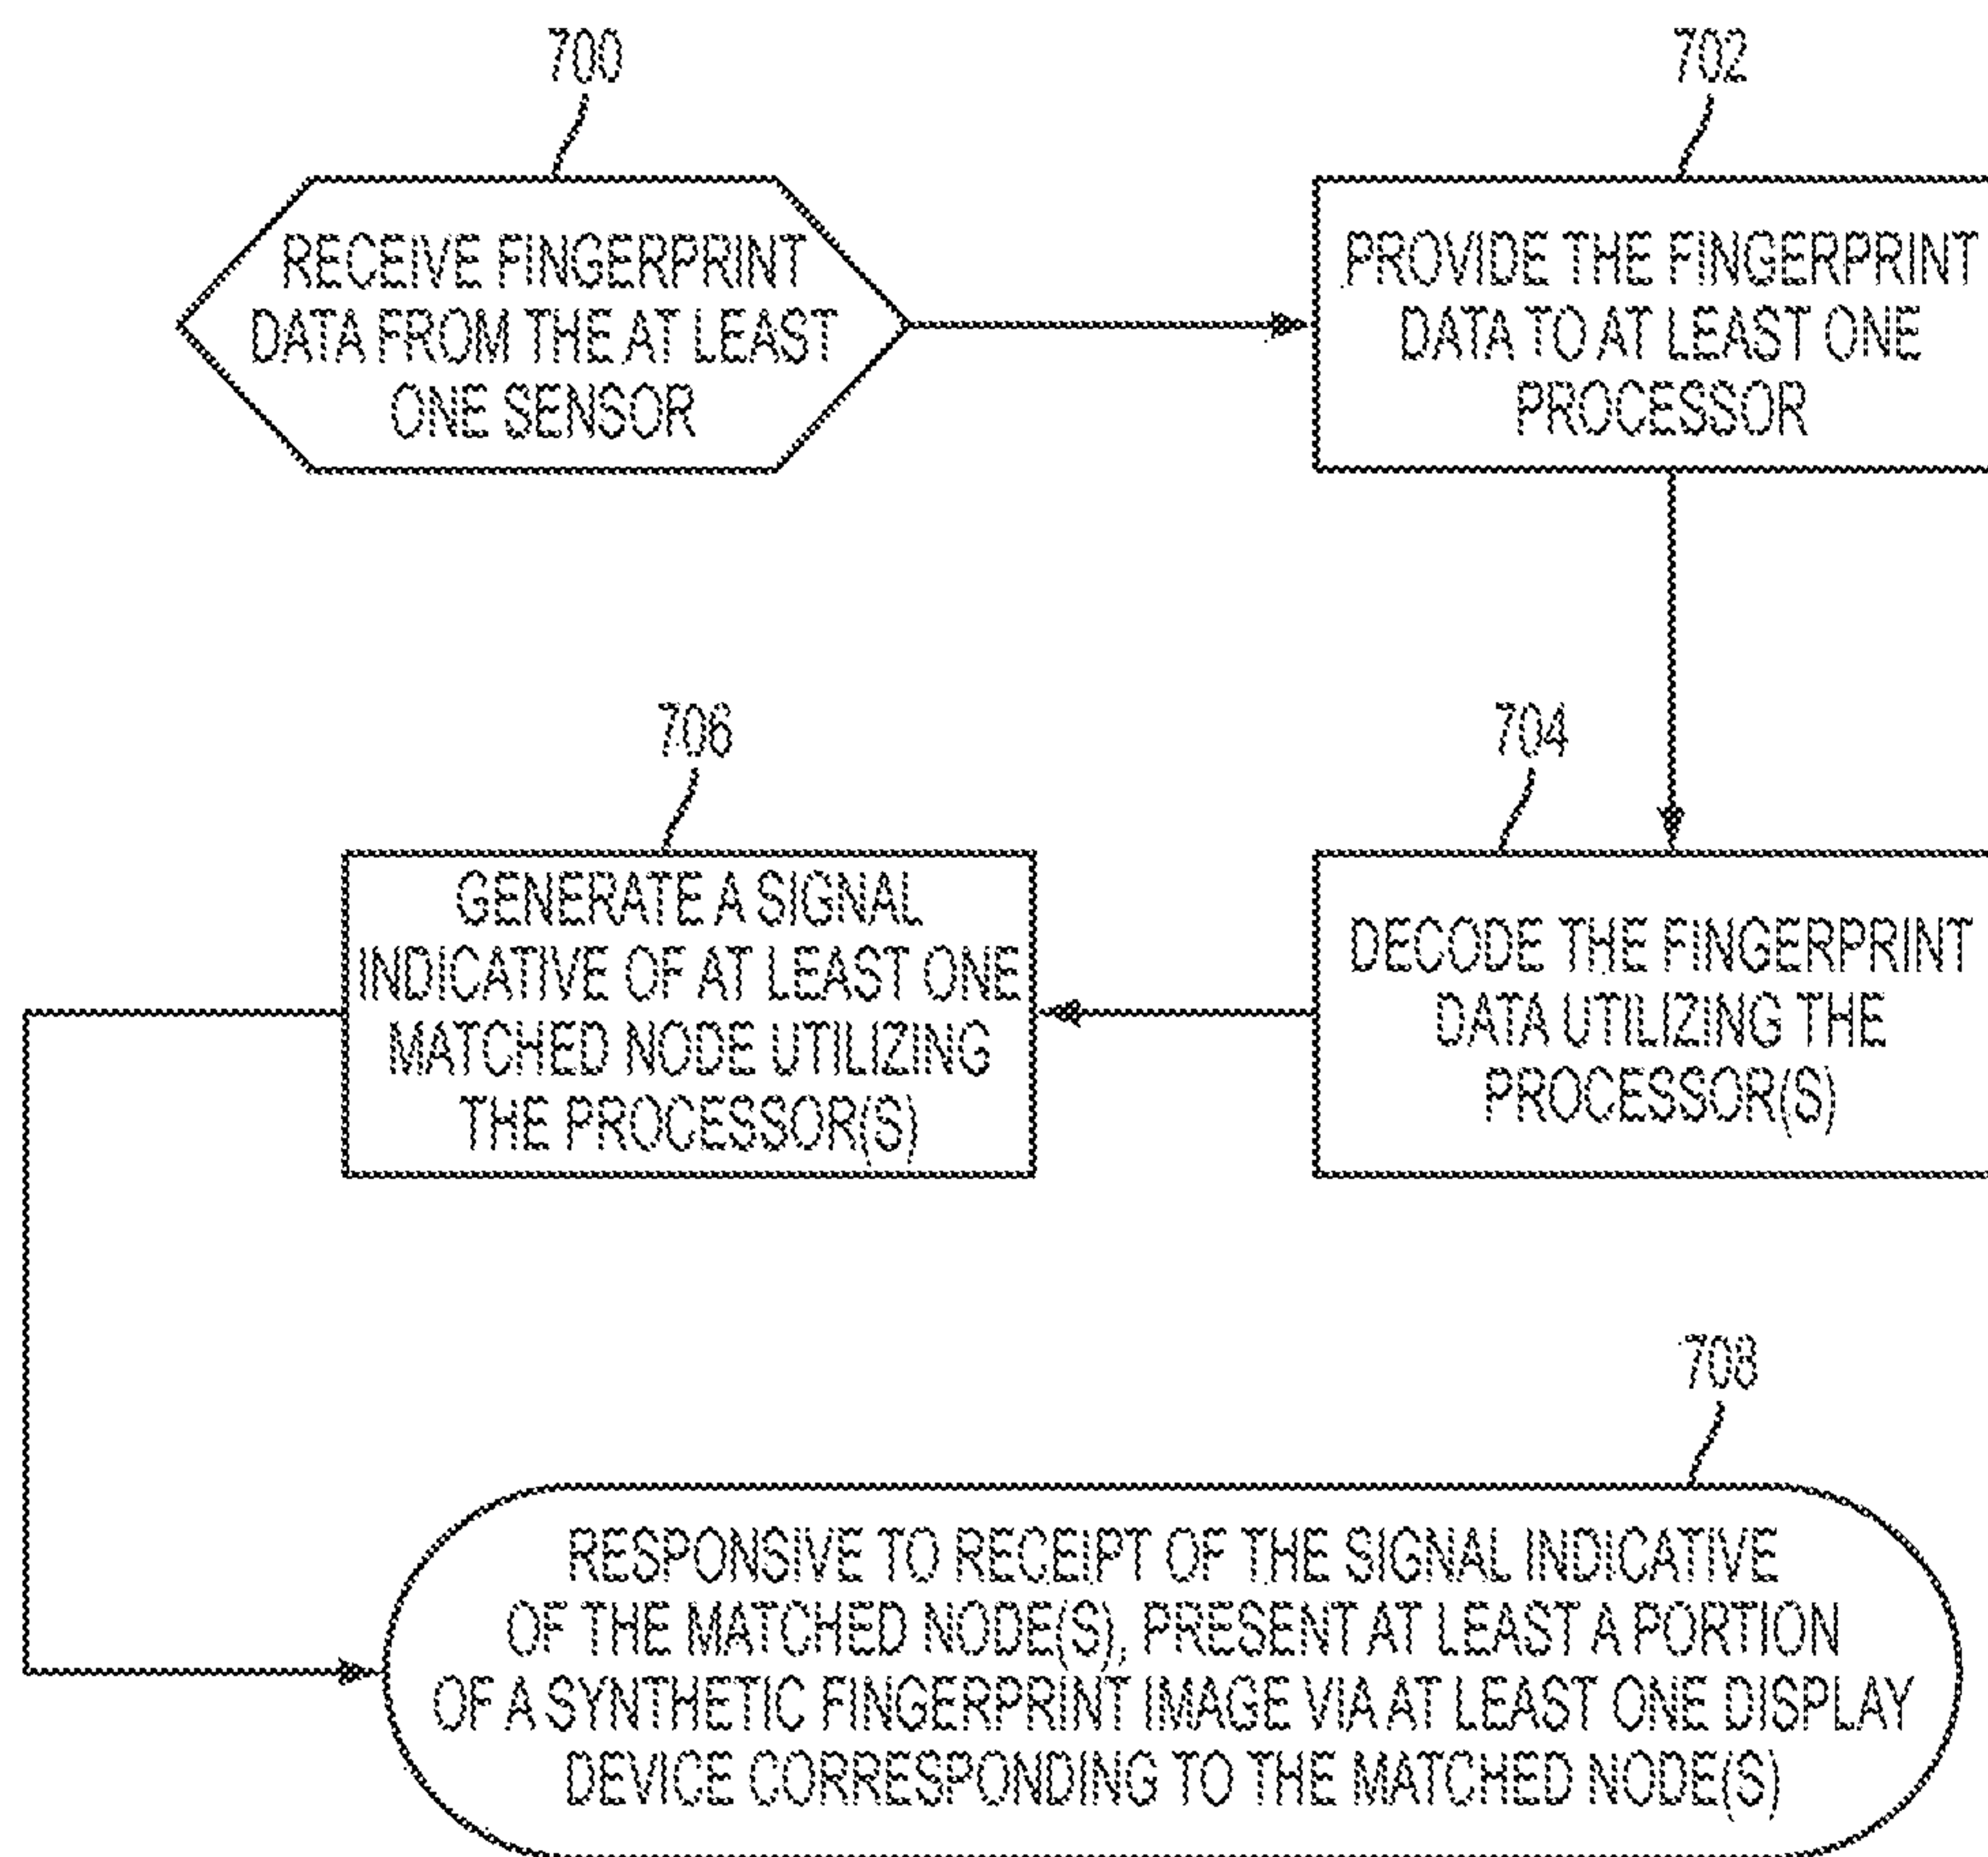 700
RECEIVE FINGERPRINT
DATA FROM THE AT LEAST
ONE SENSOR
702
PROVIDE THE FINGERPRINT
DATA TO AT LEAST ONE
PROCESSOR
706
GENERATE A SIGNAL
INDICATIVE OF AT LEAST ONE
MATCHED NODE UTILIZING
THE PROCESSOR(S)
704
DECODE THE FINGERPRINT
DATA UTILIZING THE
PROCESSOR(S)
708
RESPONSIVE TO RECEIPT OF THE SIGNAL INDICATIVE
OF THE MATCHED NODE(S), PRESENT AT LEAST A PORTION
OF A SYNTHETIC FINGERPRINT IMAGE VIA AT LEAST ONE DISPLAY
DEVICE CORRESPONDING TO THE MATCHED NODE(S)